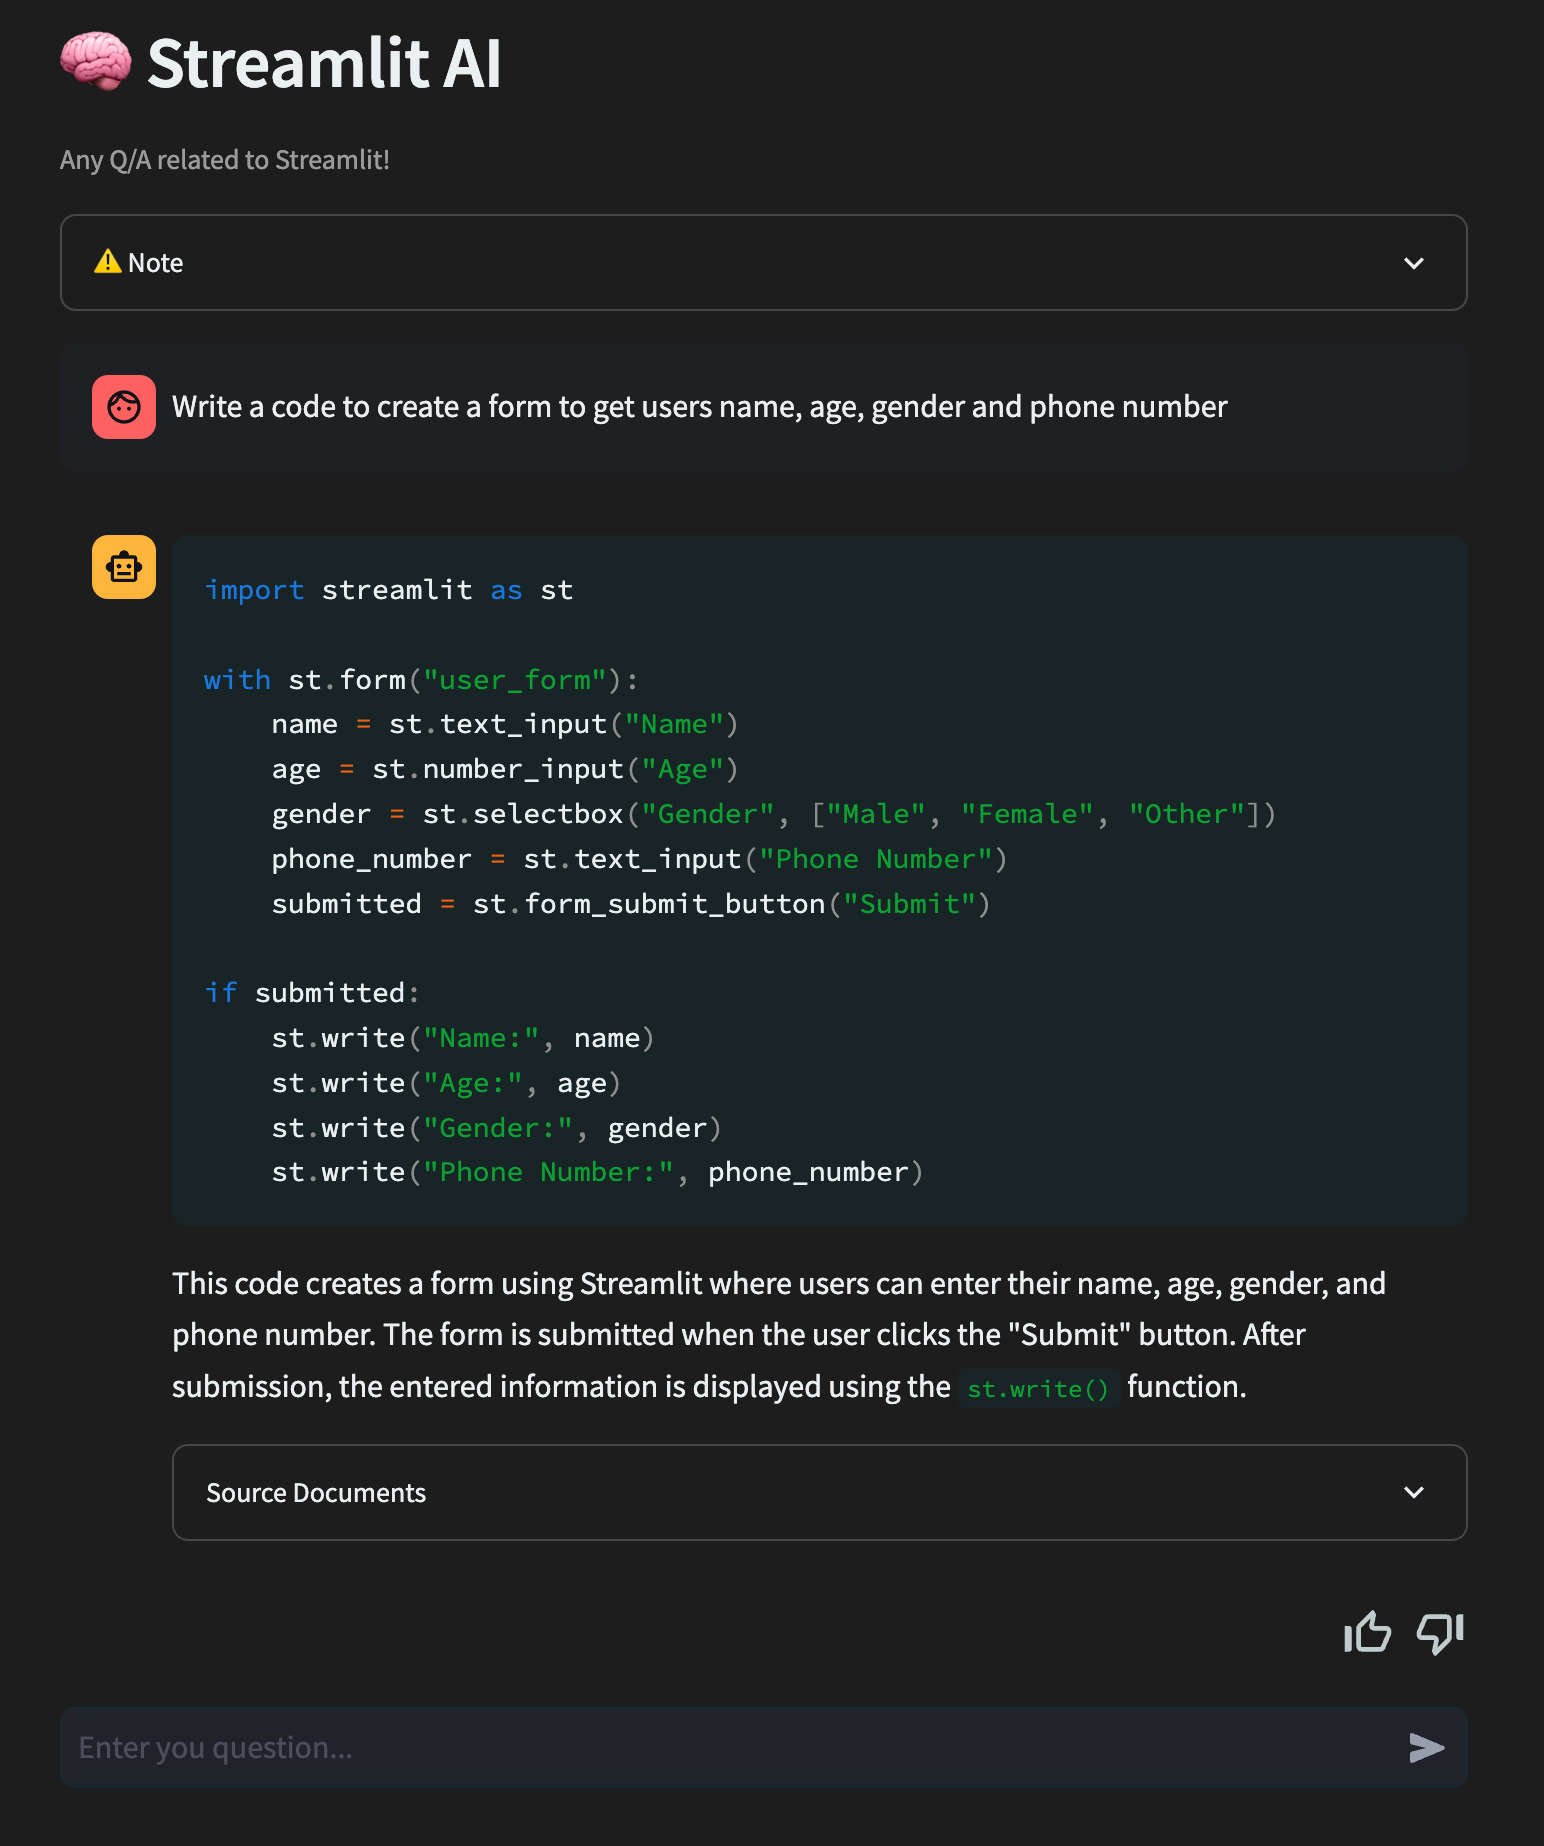 Streamlit AI
Any Q/A related to Streamlit!
Note
Write a code to create a form to get users name, age, gender and phone number
import streamlit as st
with st.form("user_form"):
    name = st.text_input("Name")
    age = st.number_input("Age")
    gender = st.selectbox("Gender", ["Male", "Female", "Other"])
    phone_number = st.text_input("Phone Number")
    submitted = st.form_submit_button("Submit")
if submitted:
    st.write("Name:", name)
    st.write("Age:", age)
    st.write("Gender:", gender)
    st.write("Phone Number:", phone_number)
This code creates a form using Streamlit where users can enter their name, age, gender, and
phone number. The form is submitted when the user clicks the "Submit" button. After
submission, the entered information is displayed using the st.write() function.
Source Documents
Enter you question...